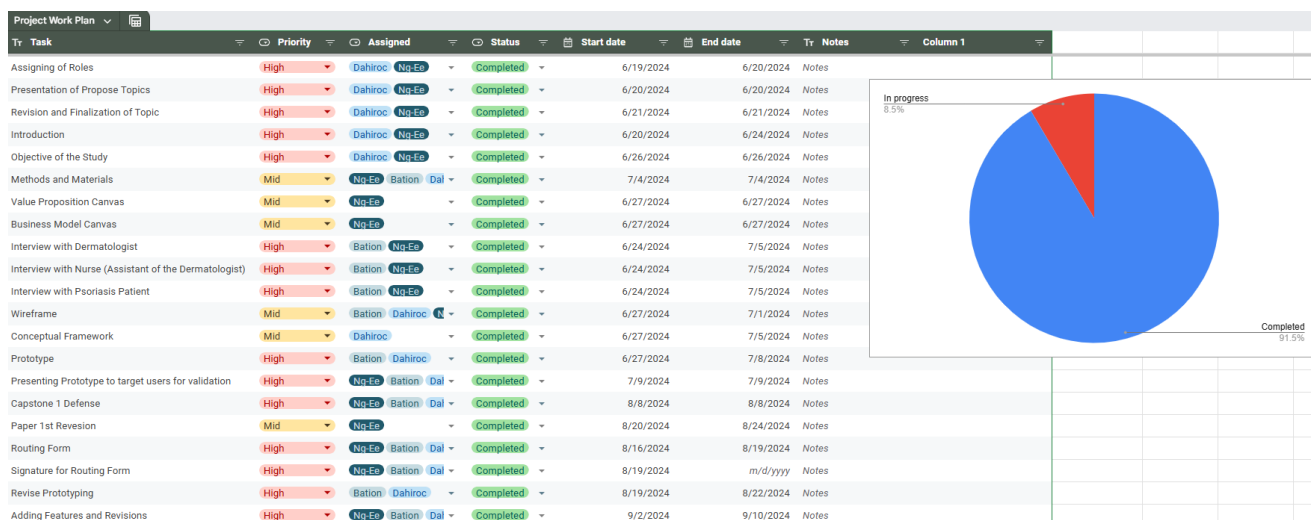 Project Work Plan
Task Priority Assigned Status Start date End date Notes Column 1
Assigning of Roles High Dahiroc Ng-Ee Completed 6/19/2024 6/20/2024 Notes
Presentation of Propose Topics High Dahiroc Ng-Ee Completed 6/20/2024 6/20/2024 Notes
Revision and Finalization of Topic High Dahiroc Ng-Ee Completed 6/21/2024 6/21/2024 Notes
Introduction High Dahiroc Ng-Ee Completed 6/20/2024 6/24/2024 Notes
Objective of the Study High Dahiroc Ng-Ee Completed 6/26/2024 6/26/2024 Notes
Methods and Materials Mid Ng-Ee Bation Dal Completed 7/4/2024 7/4/2024 Notes
Value Proposition Canvas Mid Ng-Ee Completed 6/27/2024 6/27/2024 Notes
Business Model Canvas Mid Ng-Ee Completed 6/27/2024 6/27/2024 Notes
Interview with Dermatologist High Bation Ng-Ee Completed 6/24/2024 7/5/2024 Notes
Interview with Nurse (Assistant of the Dermatologist) High Bation Ng-Ee Completed 6/24/2024 7/5/2024 Notes
Interview with Psoriasis Patient High Bation Ng-Ee Completed 6/24/2024 7/5/2024 Notes
Wireframe Mid Bation Dahiroc N Completed 6/27/2024 7/1/2024 Notes
Conceptual Framework Mid Dahiroc Completed 6/27/2024 7/5/2024 Notes
Prototype High Bation Dahiroc Completed 6/27/2024 7/8/2024 Notes
Presenting Prototype to target users for validation High Ng-Ee Bation Dal Completed 7/9/2024 7/9/2024 Notes
Capstone 1 Defense High Ng-Ee Bation Dal Completed 8/8/2024 8/8/2024 Notes
Paper 1st Revesion Mid Ng-Ee Completed 8/20/2024 8/24/2024 Notes
Routing Form High Ng-Ee Bation Dal Completed 8/16/2024 8/19/2024 Notes
Signature for Routing Form High Ng-Ee Bation Dal Completed 8/19/2024 m/d/yyyy Notes
Revise Prototyping High Bation Dahiroc Completed 8/19/2024 8/22/2024 Notes
Adding Features and Revisions High Ng-Ee Bation Dal Completed 9/2/2024 9/10/2024 Notes
In progress
8.5%
Completed
91.5%